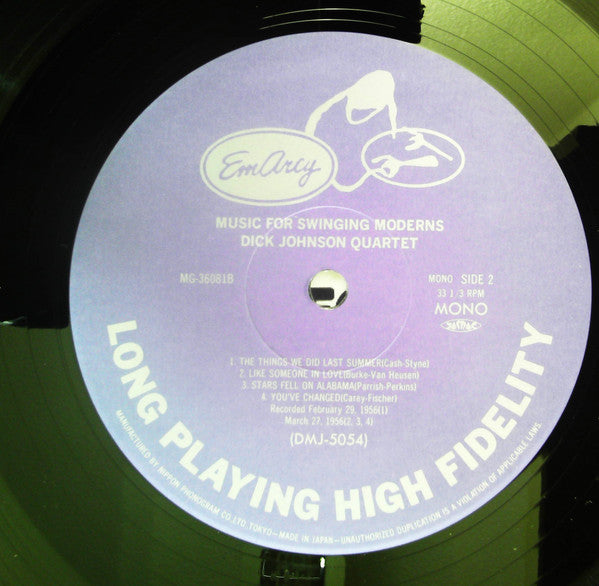 EmArcy
MUSIC FOR SWINGING MODERNS
DICK JOHNSON QUARTET
MG-36081B
MONO SIDE 2
33 1/3 RPM
MONO
1. THE THINGS WE DID LAST SUMMER(Cash-Styne)
2. LIKE SOMEONE IN LOVE(Burke-Van Heusen)
3. STARS FELL ON ALABAMA(Parrish-Perkins)
4. YOU'VE CHANGED(Carey-Fischer)
Recorded February 29, 1956(1)
March 27, 1956(2, 3, 4)
(DMJ-5054)
LONG PLAYING HIGH FIDELITY
MANUFACTURED BY NIPPON PHONOGRAM CO. LTD. TOKYO—MADE IN JAPAN—UNAUTHORIZED DUPLICATION IS A VIOLATION OF APPLICABLE LAWS.